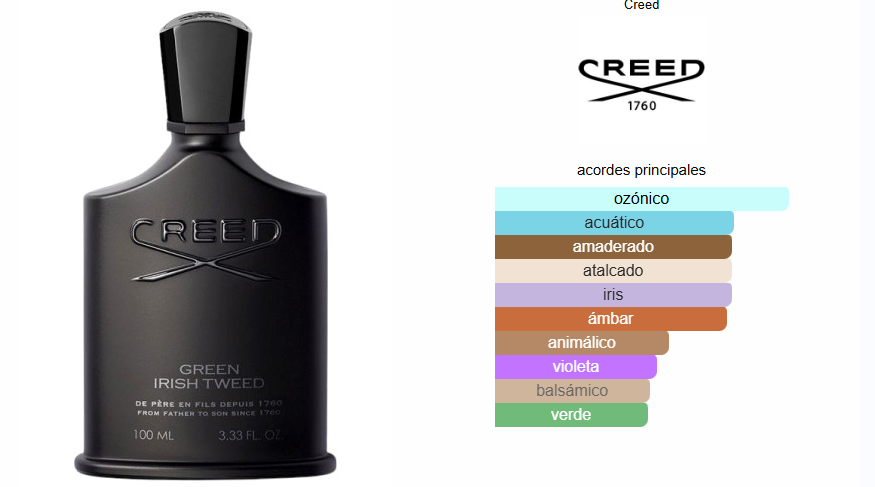 CREED
GREEN
IRISH TWEED
DE PÈRE EN FILS DEPUIS 1760
FROM FATHER TO SON SINCE 1760
100 ML 3.33 FL. OZ.
Creed
CREED
1760
acordes principales
ozónico
acuático
amaderado
atalcado
iris
ámbar
animálico
violeta
balsámico
verde